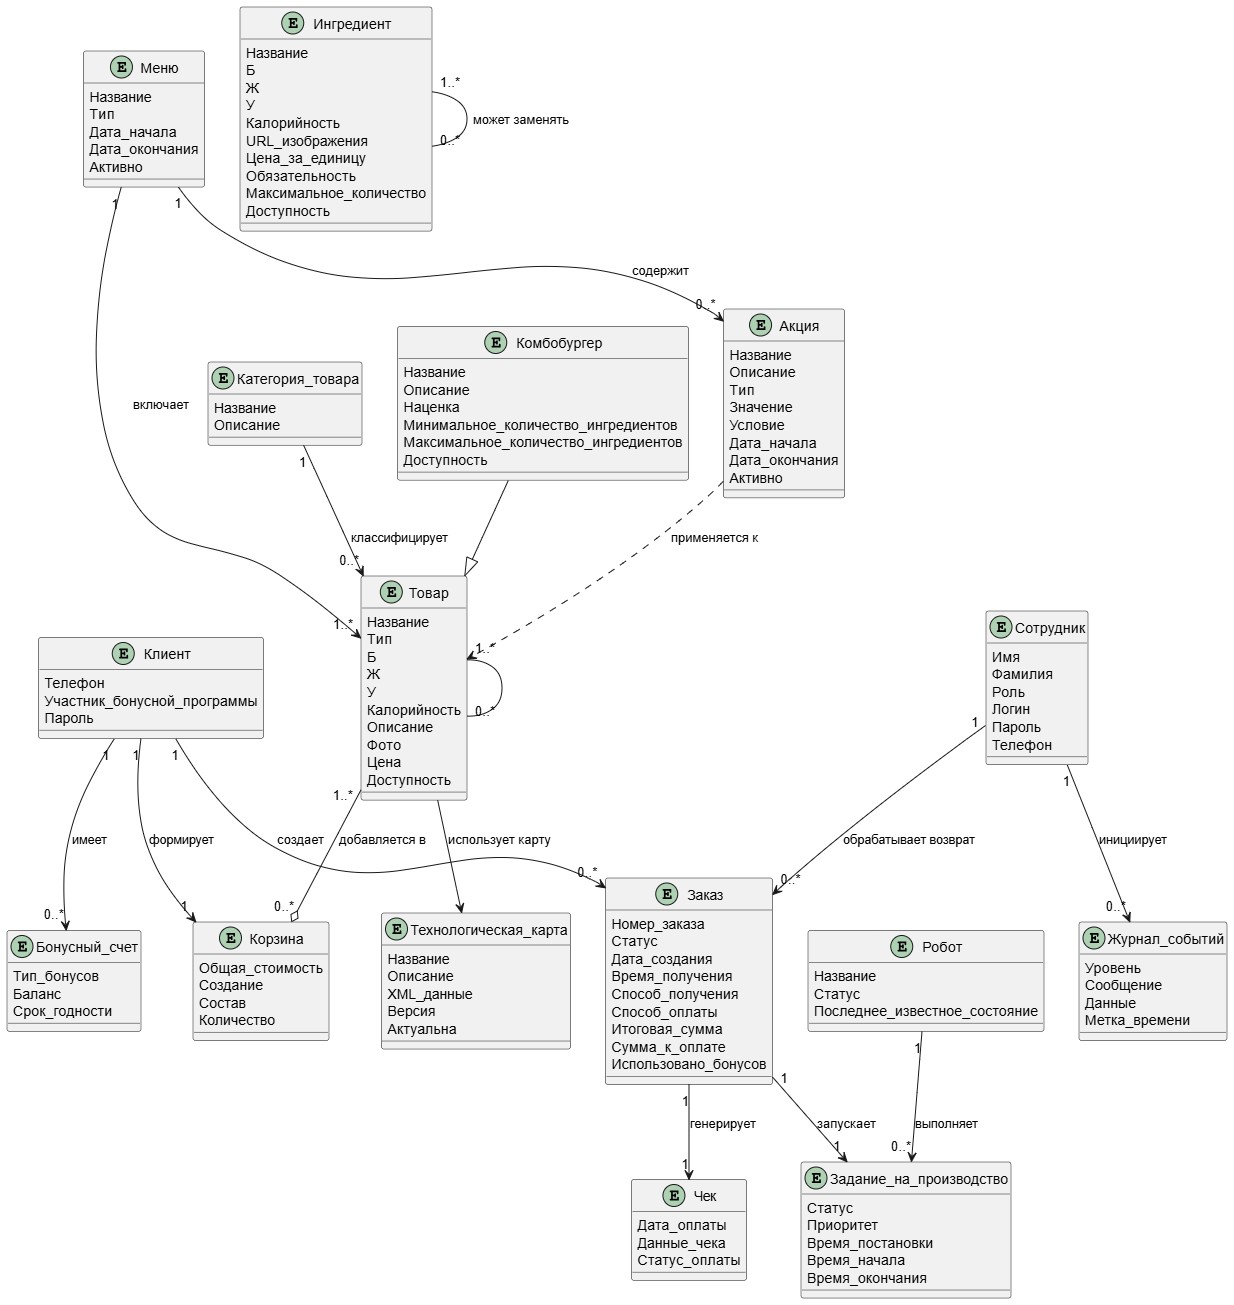 E Ингредиент
Название
Б
Ж
У
Калорийность
URL_изображения
Цена_за_единицу
Обязательность
Максимальное_количество
Доступность
1..*
может заменять
0..*
E Меню
Название
Тип
Дата_начала
Дата_окончания
Активно
1
1
содержит
0..*
включает
1..*
E Категория_товара
Название
Описание
1
классифицирует
0..*
E Комбобургер
Название
Описание
Наценка
Минимальное_количество_ингредиентов
Максимальное_количество_ингредиентов
Доступность
E Акция
Название
Описание
Тип
Значение
Условие
Дата_начала
Дата_окончания
Активно
применяется к
E Товар
Название
Тип
Б
Ж
У
Калорийность
Описание
Фото
Цена
Доступность
1..*
0..*
E Клиент
Телефон
Участник_бонусной_программы
Пароль
1
1
1
имеет
формирует
создает
0..*
1
0..*
1..*
добавляется в
0..*
использует карту
E Сотрудник
Имя
Фамилия
Роль
Логин
Пароль
Телефон
1
обрабатывает возврат
0..*
1
инициирует
0..*
E Бонусный_счет
Тип_бонусов
Баланс
Срок_годности
E Корзина
Общая_стоимость
Создание
Состав
Количество
E Технологическая_карта
Название
Описание
XML_данные
Версия
Актуальна
E Заказ
Номер_заказа
Статус
Дата_создания
Время_получения
Способ_получения
Способ_оплаты
Итоговая_сумма
Сумма_к_оплате
Использовано_бонусов
E Робот
Название
Статус
Последнее_известное_состояние
E Журнал_событий
Уровень
Сообщение
Данные
Метка_времени
1
генерирует
1
1
запускает
1
1
выполняет
0..*
E Чек
Дата_оплаты
Данные_чека
Статус_оплаты
E Задание_на_производство
Статус
Приоритет
Время_постановки
Время_начала
Время_окончания